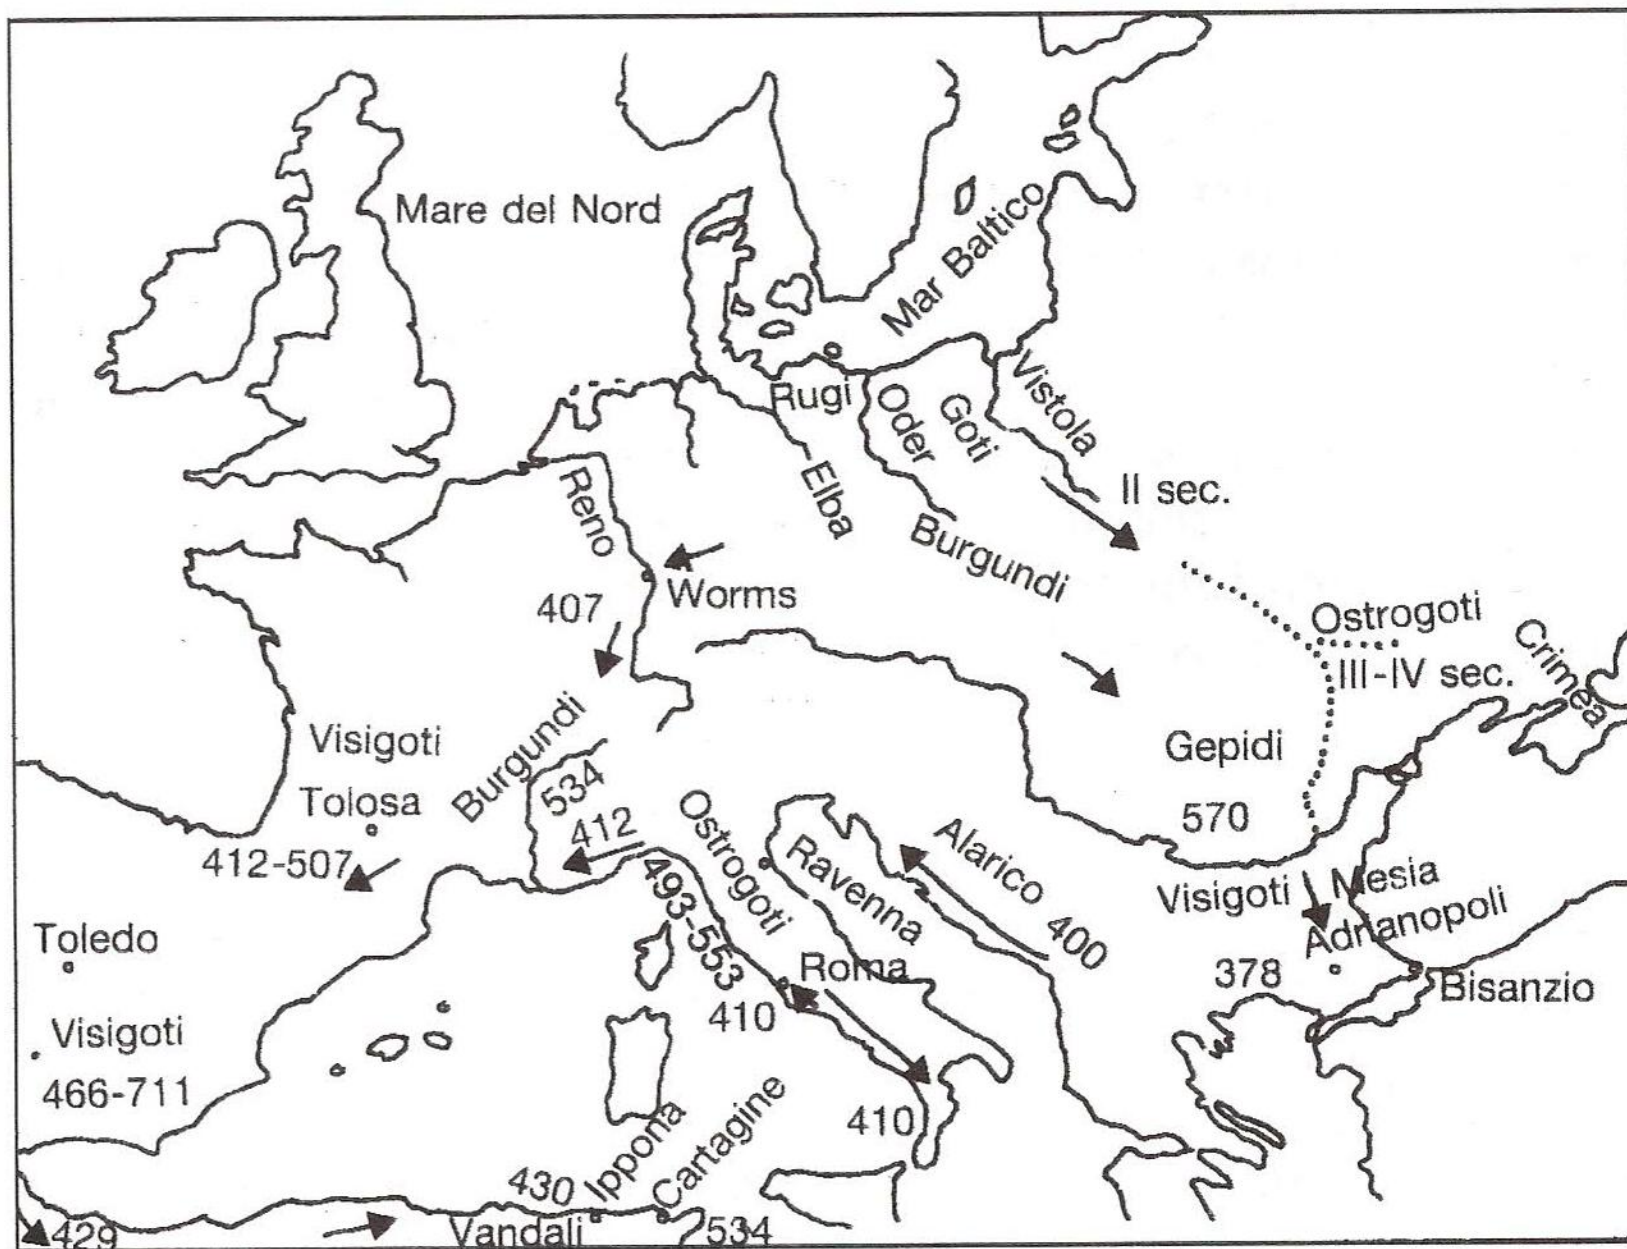 Mare del Nord
Mar Baltico
Rugi
Oder
Goti
Vistola
Elba
II sec.
Reno
Burgundi
Worms
407
Ostrogoti
III-IV sec.
Crimea
Visigoti
Burgundi
Gepidi
Tolosa
534
570
412
412-507
Ostrogoti
Ravenna
Alarico 400
493-553
Visigoti
Mesia
Adrianopoli
Toledo
Roma
378
Bisanzio
410
Visigoti
466-711
410
430
Ippona
Cartagine
429
Vandali
534